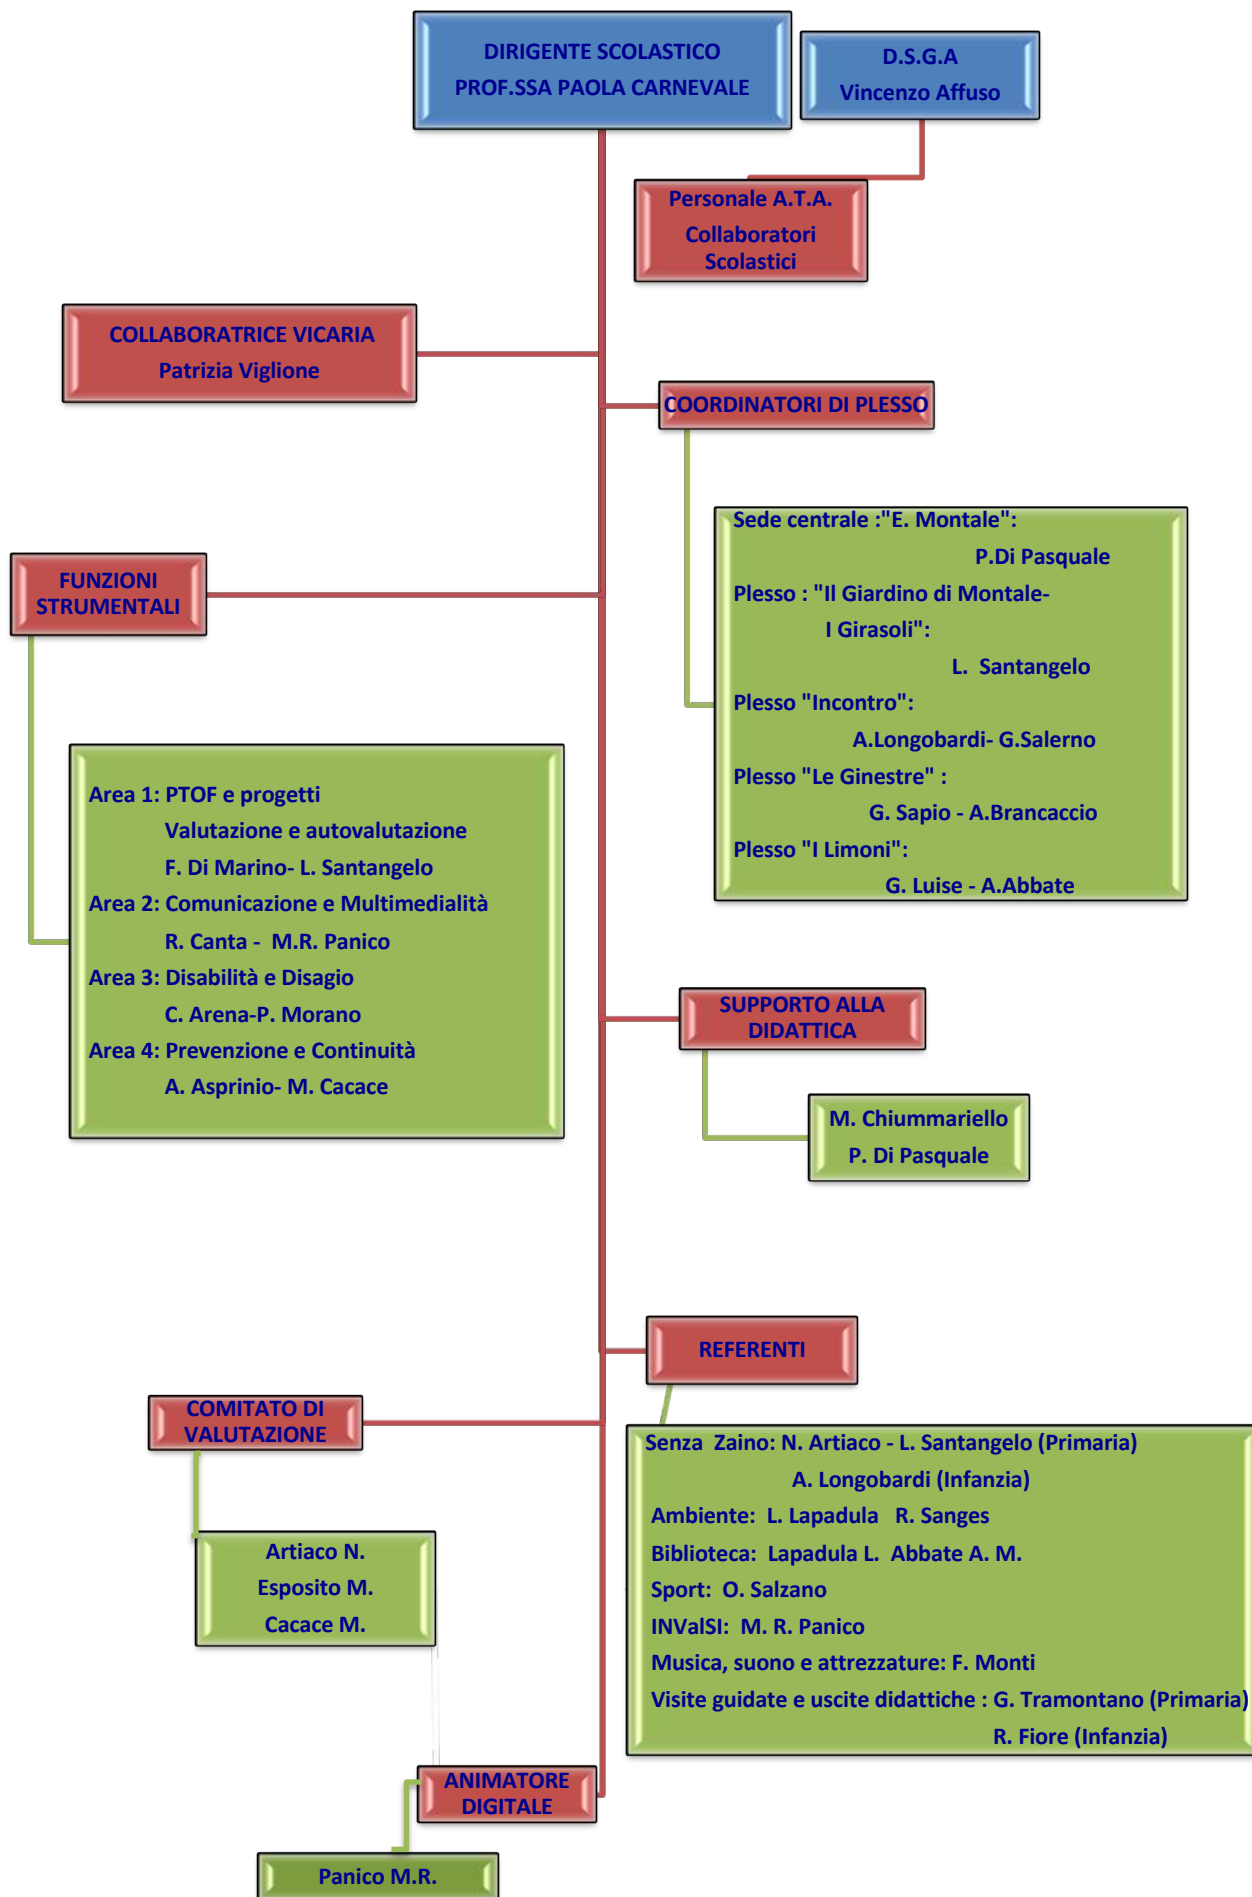 DIRIGENTE SCOLASTICO
PROF.SSA PAOLA CARNEVALE
D.S.G.A
Vincenzo Affuso
Personale A.T.A.
Collaboratori
Scolastici
COLLABORATRICE VICARIA
Patrizia Viglione
COORDINATORI DI PLESSO
Sede centrale :"E. Montale":
P.Di Pasquale
Plesso : "Il Giardino di Montale-
I Girasoli":
L. Santangelo
Plesso "Incontro":
A.Longobardi- G.Salerno
Plesso "Le Ginestre" :
G. Sapio - A.Brancaccio
Plesso "I Limoni":
G. Luise - A.Abbate
FUNZIONI
STRUMENTALI
Area 1: PTOF e progetti
Valutazione e autovalutazione
F. Di Marino- L. Santangelo
Area 2: Comunicazione e Multimedialità
R. Canta - M.R. Panico
Area 3: Disabilità e Disagio
C. Arena-P. Morano
Area 4: Prevenzione e Continuità
A. Asprinio- M. Cacace
SUPPORTO ALLA
DIDATTICA
M. Chiummariello
P. Di Pasquale
REFERENTI
Senza Zaino: N. Artiaco - L. Santangelo (Primaria)
A. Longobardi (Infanzia)
Ambiente: L. Lapadula R. Sanges
Biblioteca: Lapadula L. Abbate A. M.
Sport: O. Salzano
INValSI: M. R. Panico
Musica, suono e attrezzature: F. Monti
Visite guidate e uscite didattiche : G. Tramontano (Primaria)
R. Fiore (Infanzia)
COMITATO DI
VALUTAZIONE
Artiaco N.
Esposito M.
Cacace M.
ANIMATORE
DIGITALE
Panico M.R.